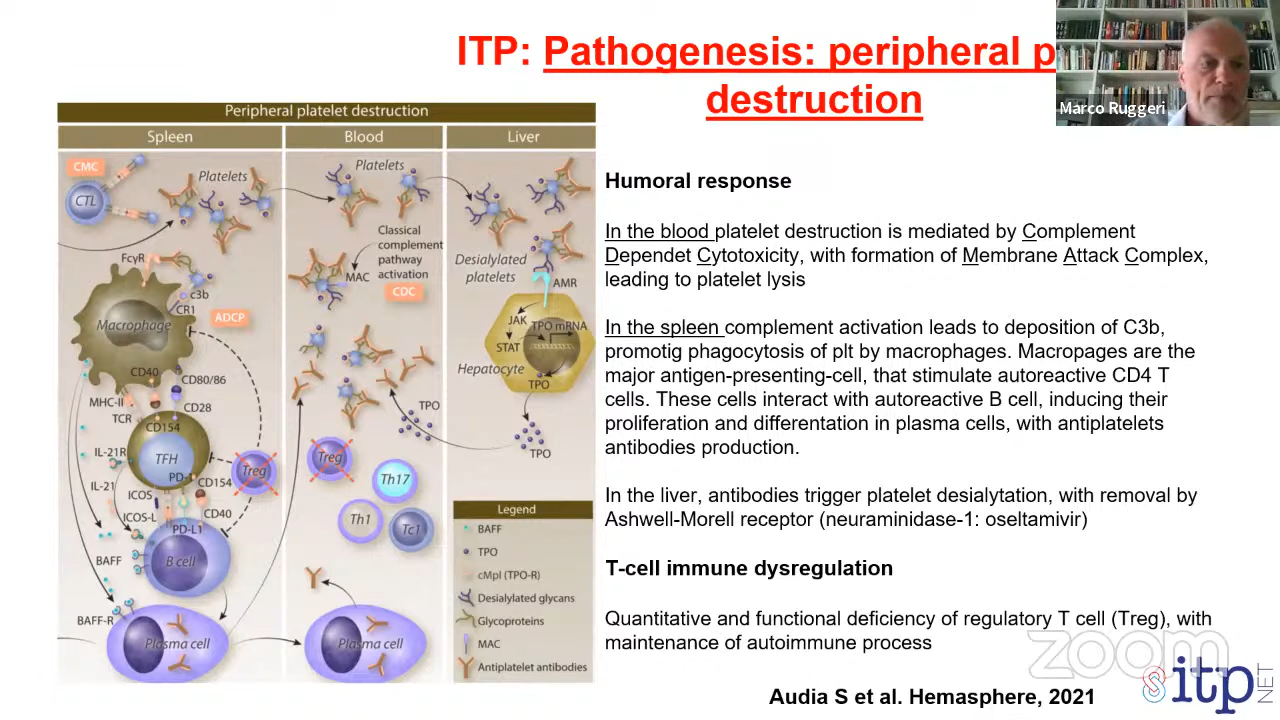 ITP: Pathogenesis: peripheral p
destruction
Marco Ruggeri
Peripheral platelet destruction
Spleen
Blood
Liver
CMC
CTL
Platelets
FcγR
c3b
CR1
Macrophage
ADCP
CD40
CD80/86
MHC-II
TCR
CD28
CD154
IL-21R
TFH
PD-1
CD154
Treg
IL-21
ICOS
ICOS-L
CD40
PD-L1
BAFF
B cell
BAFF-R
Plasma cell
Platelets
Classical
complement
pathway
activation
MAC
CDC
TPO
Treg
Th17
Th1
Tc1
Plasma cell
Desialylated
platelets
AMR
JAK
TPO mRNA
STAT
Hepatocyte
TPO
TPO
Legend
BAFF
TPO
cMpl (TPO-R)
Desialylated glycans
Glycoproteins
MAC
Antiplatelet antibodies
Humoral response
In the blood platelet destruction is mediated by Complement
Dependet Cytotoxicity, with formation of Membrane Attack Complex,
leading to platelet lysis
In the spleen complement activation leads to deposition of C3b,
promotig phagocytosis of plt by macrophages. Macropages are the
major antigen-presenting-cell, that stimulate autoreactive CD4 T
cells. These cells interact with autoreactive B cell, inducing their
proliferation and differentation in plasma cells, with antiplatelets
antibodies production.
In the liver, antibodies trigger platelet desialytation, with removal by
Ashwell-Morell receptor (neuraminidase-1: oseltamivir)
T-cell immune dysregulation
Quantitative and functional deficiency of regulatory T cell (Treg), with
maintenance of autoimmune process
zoom
itp
NET
Audia S et al. Hemasphere, 2021